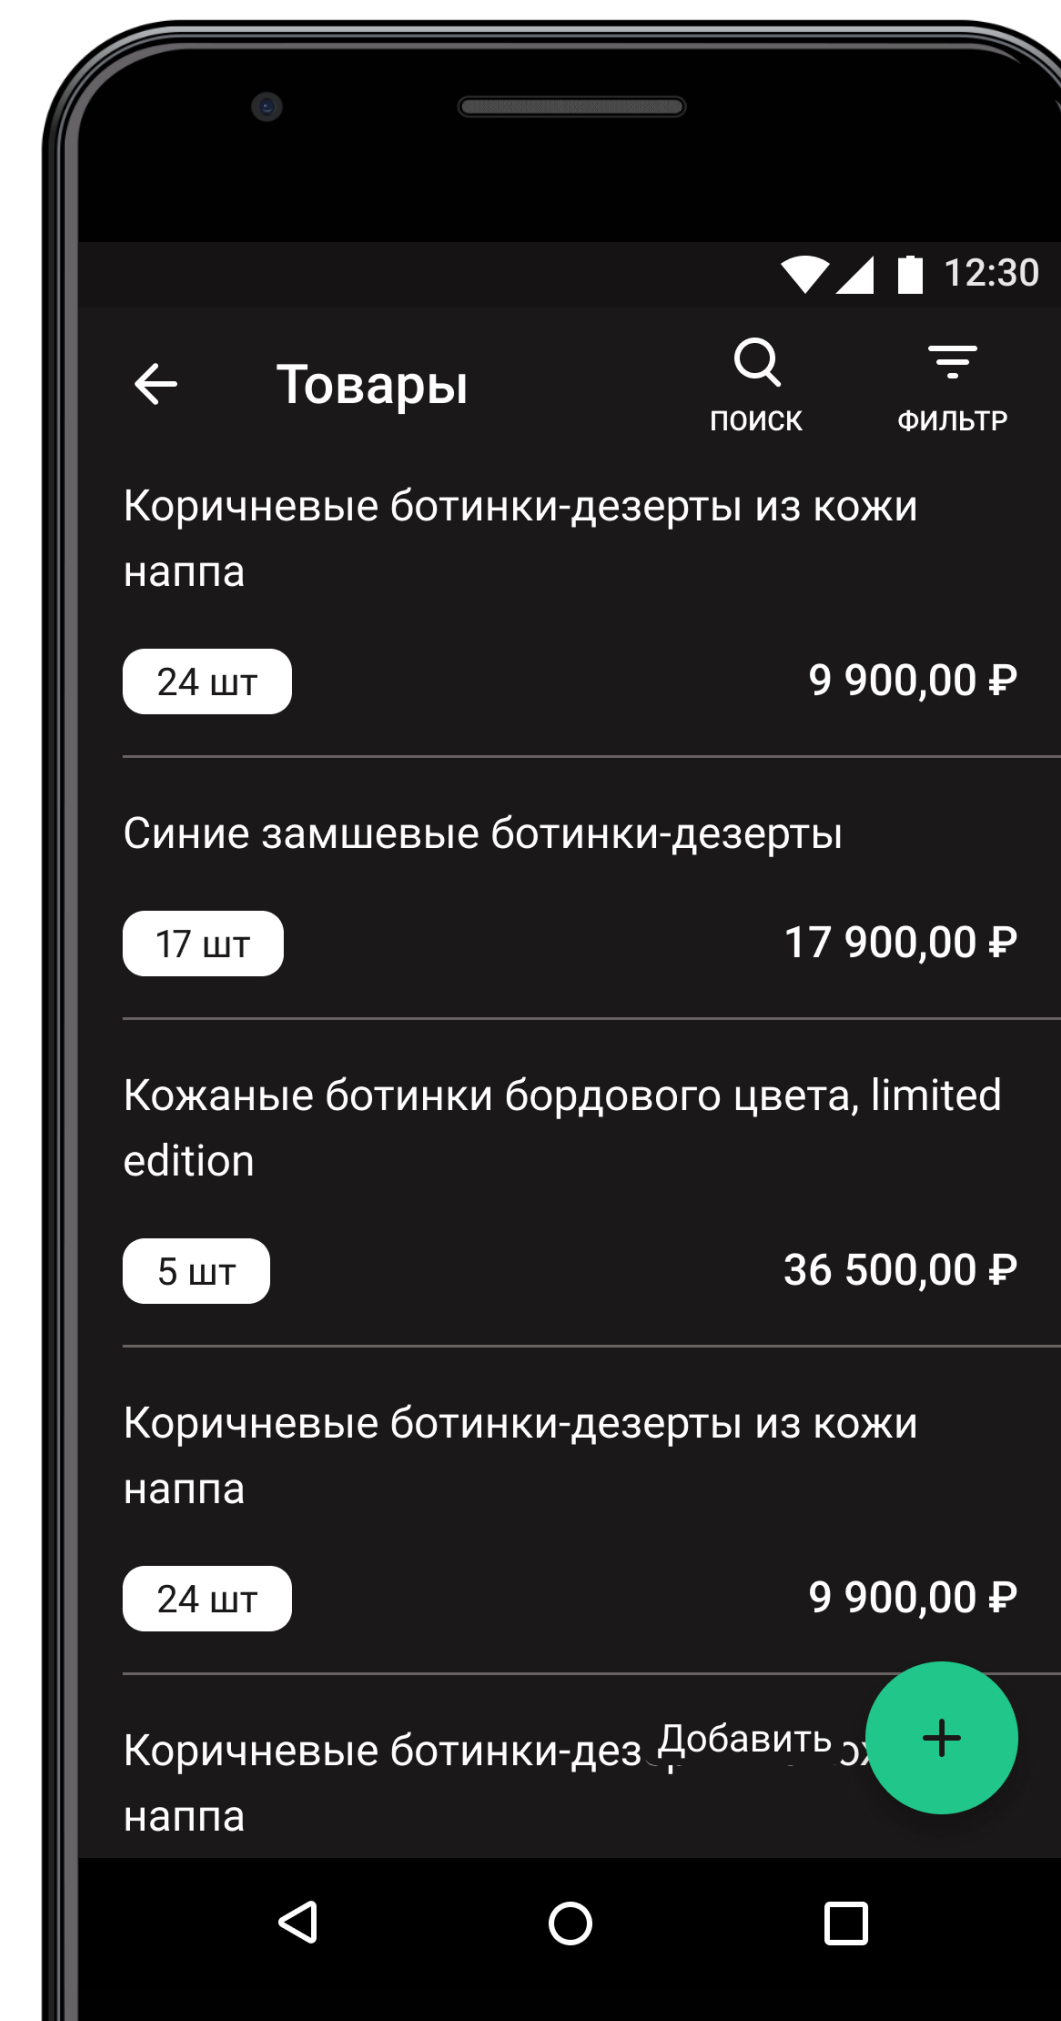 12:30
Товары
ПОИСК
ФИЛЬТР
Коричневые ботинки-дезерты из кожи
наппа
24 шт
9 900,00 ₽
Синие замшевые ботинки-дезерты
17 шт
17 900,00 ₽
Кожаные ботинки бордового цвета, limited
edition
5 шт
36 500,00 ₽
Коричневые ботинки-дезерты из кожи
наппа
24 шт
9 900,00 ₽
Коричневые ботинки-дез
Добавить
наппа